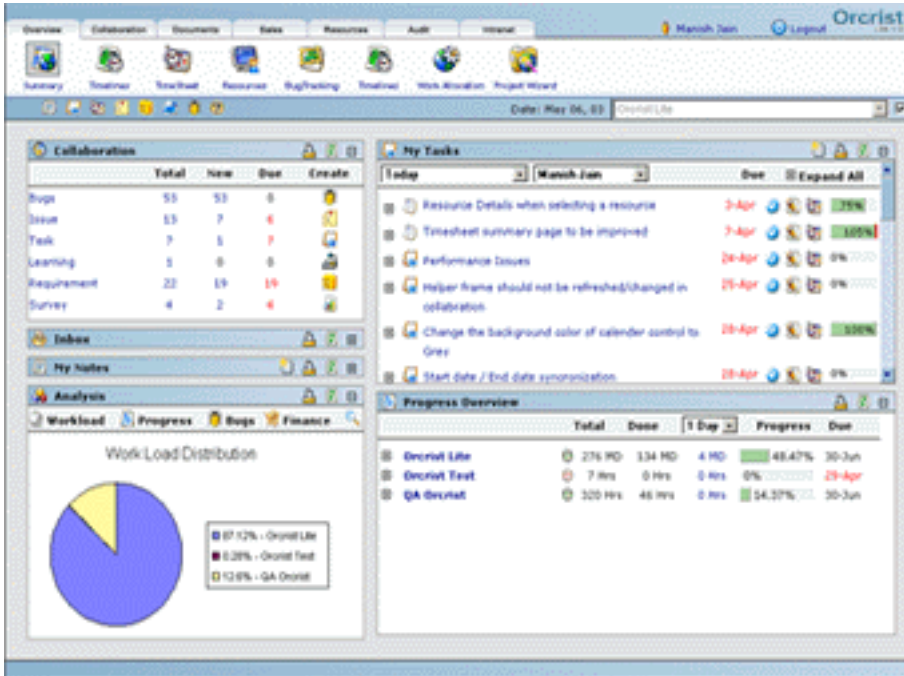 Orcrist
Overview Collaboration Documents Sales Resources Audit Intranet
Manish Jain Logout
Summary Timelines TimeSheet Resources BugTracking Timelines Work Allocation Project Wizard
Date: May 06, 03 Orcrist Lite
Collaboration
Total New Due Create
Bugs 53 53 0
Issue 13 7 6
Task 7 1 7
Learning 1 0 0
Requirement 22 19 19
Survey 4 2 4
Inbox
My Notes
Analysis
Workload Progress Bugs Finance
Work Load Distribution
87.12% - Orcrist Lite
0.28% - Orcrist Test
12.6% - QA Orcrist
My Tasks
Today Manish Jain Due Expand All
Resource Details when selecting a resource 3-Apr 75%
Timesheet summary page to be improved 7-Apr 105%
Performance Issues 24-Apr 0%
Helper frame should not be refreshed/changed in 25-Apr 0%
collabration
Change the background color of calender control to 28-Apr 100%
Grey
Start date / End date syncronization. 28-Apr 0%
Progress Overview
Total Done 1 Day Progress Due
Orcrist Lite 276 MD 134 MD 4 MD 48.47% 30-Jun
Orcrist Test 7 Hrs 0 Hrs 0 Hrs 0% 29-Apr
QA Orcrist 320 Hrs 46 Hrs 0 Hrs 14.37% 30-Jun